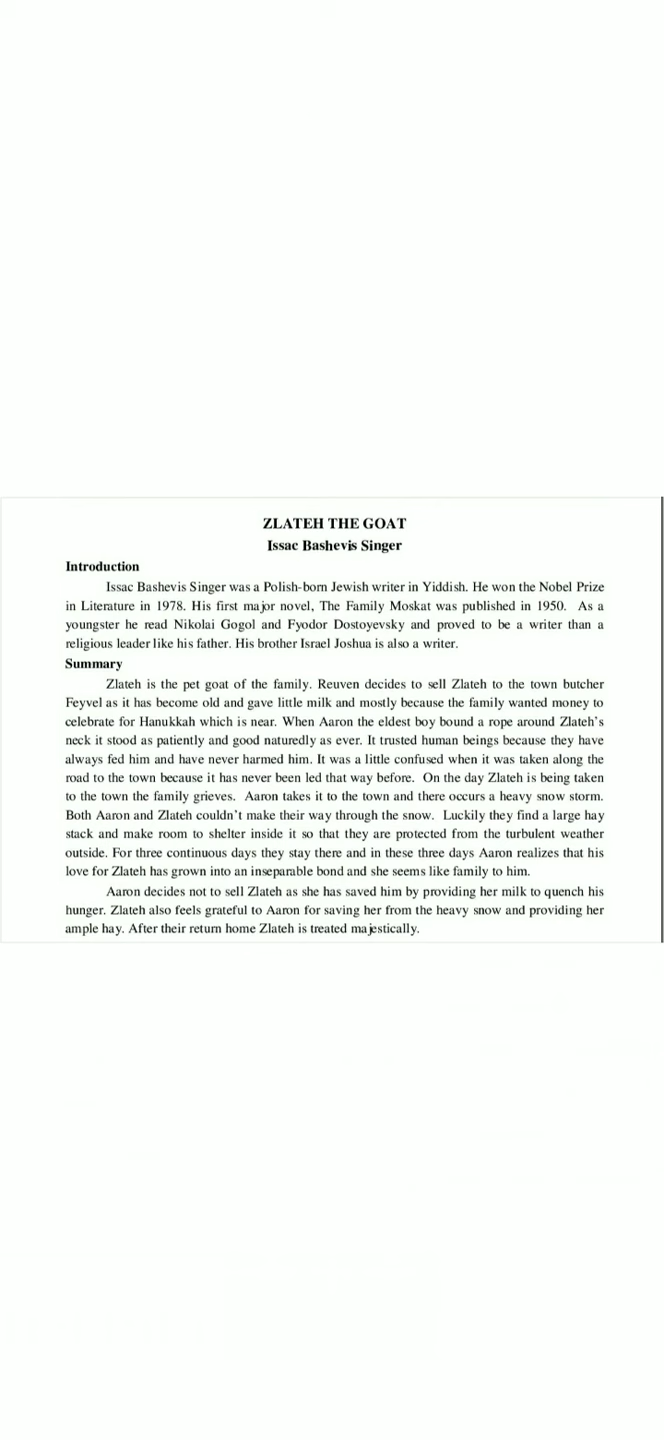 ZLATEH THE GOAT
Issac Bashevis Singer
Introduction
Issac Bashevis Singer was a Polish-born Jewish writer in Yiddish. He won the Nobel Prize
in Literature in 1978. His first major novel, The Family Moskat was published in 1950. As a
youngster he read Nikolai Gogol and Fyodor Dostoyevsky and proved to be a writer than a
religious leader like his father. His brother Israel Joshua is also a writer.
Summary
Zlateh is the pet goat of the family. Reuven decides to sell Zlateh to the town butcher
Feyvel as it has become old and gave little milk and mostly because the family wanted money to
celebrate for Hanukkah which is near. When Aaron the eldest boy bound a rope around Zlateh's
neck it stood as patiently and good naturedly as ever. It trusted human beings because they have
always fed him and have never harmed him. It was a little confused when it was taken along the
road to the town because it has never been led that way before. On the day Zlateh is being taken
to the town the family grieves. Aaron takes it to the town and there occurs a heavy snow storm.
Both Aaron and Zlateh couldn't make their way through the snow. Luckily they find a large hay
stack and make room to shelter inside it so that they are protected from the turbulent weather
outside. For three continuous days they stay there and in these three days Aaron realizes that his
love for Zlateh has grown into an inseparable bond and she seems like family to him.
Aaron decides not to sell Zlateh as she has saved him by providing her milk to quench his
hunger. Zlateh also feels grateful to Aaron for saving her from the heavy snow and providing her
ample hay. After their return home Zlateh is treated majestically.